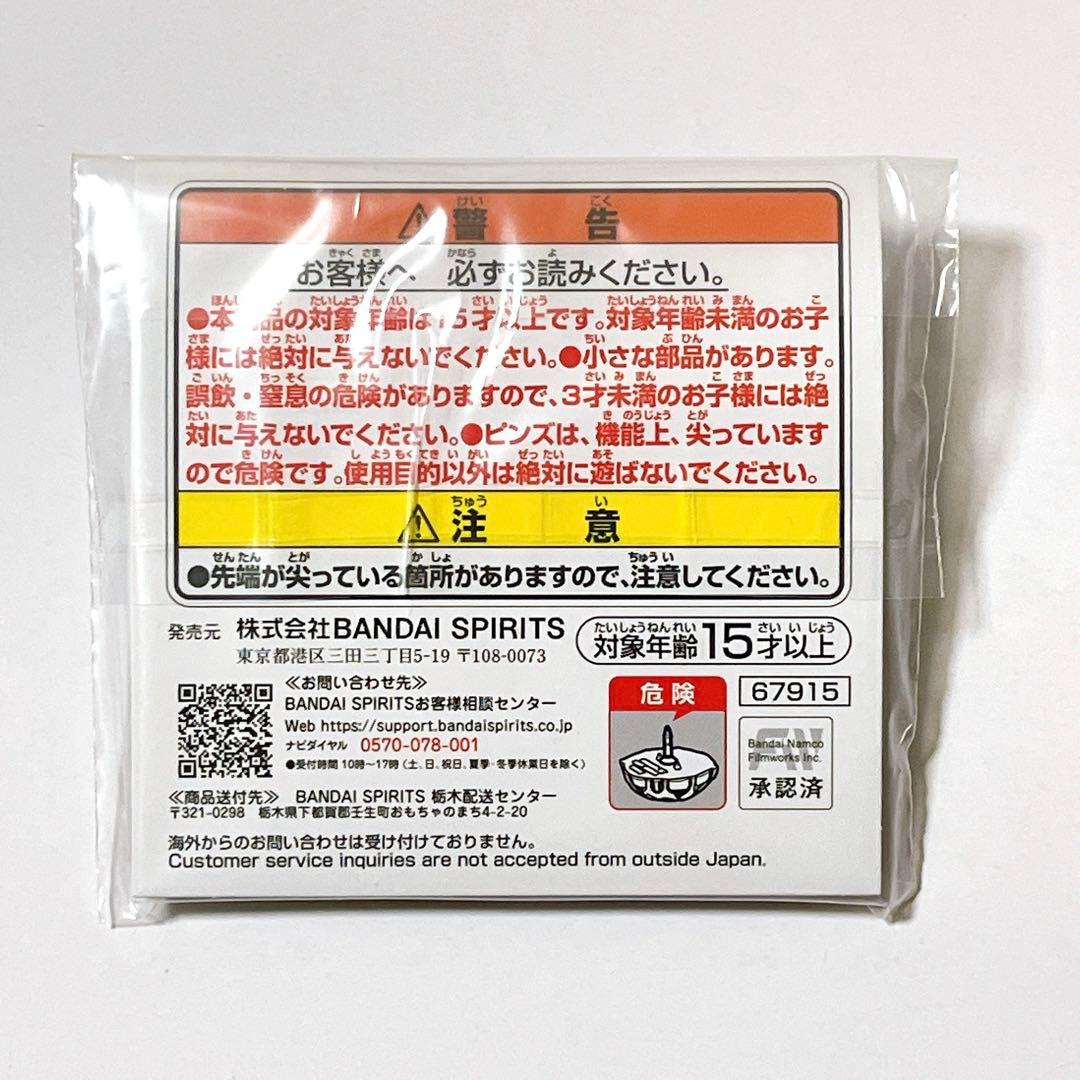 警告
お客様へ 必ずお読みください。
●本 品の対象年齢は15才以上です。対象年齢未満のお子
様には絶対に与えないでください。●小さな部品があります。
誤飲・窒息の危険がありますので、3才未満のお子様には絶
対に与えないでください。●ピンズは、機能上、尖っています
ので危険です。使用目的以外は絶対に遊ばないでください。
注意
●先端が尖っている箇所がありますので、注意してください。
発売元 株式会社BANDAI SPIRITS
東京都港区三田三丁目5-19 〒108-0073
対象年齢15才以上
≪お問い合わせ先≫
BANDAI SPIRITSお客様相談センター
Web https://support.bandaispirits.co.jp
ナビダイヤル 0570-078-001
●受付時間 10時〜17時(土、日、祝日、夏季・冬季休業日を除く)
危険
67915
Bandai Namco
Filmworks Inc.
承認済
≪商品送付先≫ BANDAI SPIRITS 栃木配送センター
〒321-0298 栃木県下都賀郡壬生町おもちゃのまち4-2-20
海外からのお問い合わせは受け付けておりません。
Customer service inquiries are not accepted from outside Japan.